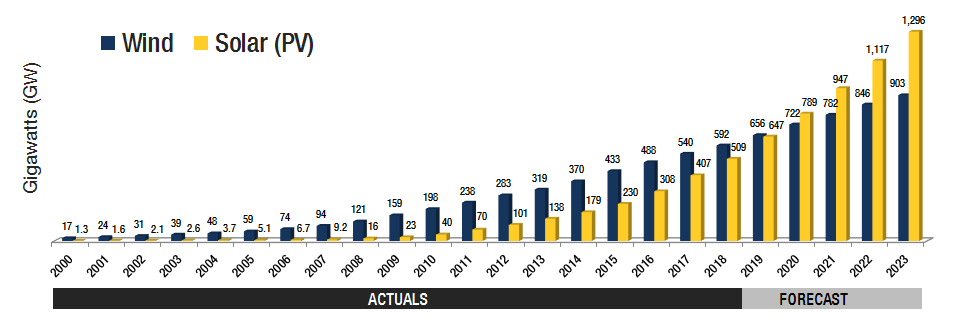 Wind Solar (PV)
Gigawatts (GW)
17 1.3 24 1.6 31 2.1 39 2.6 48 3.7 59 5.1 74 6.7 94 9.2 121 16 159 23 198 40 238 70 283 101 319 138 370 179 433 230 488 308 540 407 592 509 656 647 722 789 782 947 846 1,117 903 1,296
2000 2001 2002 2003 2004 2005 2006 2007 2008 2009 2010 2011 2012 2013 2014 2015 2016 2017 2018 2019 2020 2021 2022 2023
ACTUALS FORECAST